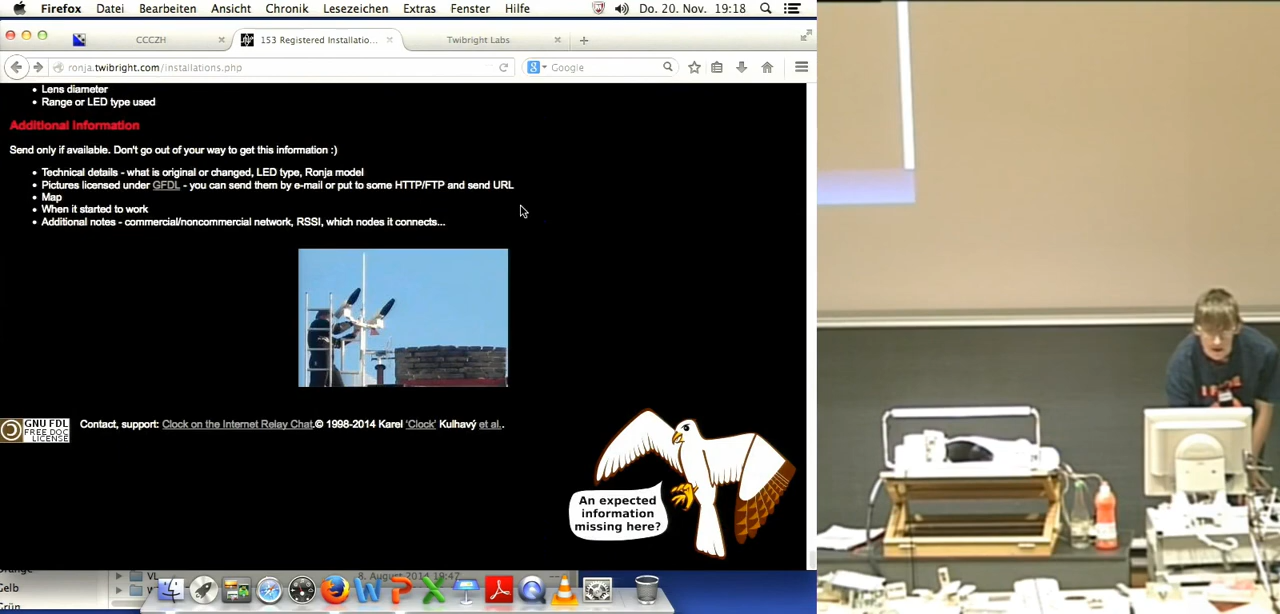 Firefox Datei Bearbeiten Ansicht Chronik Lesezeichen Extras Fenster Hilfe Do. 20. Nov. 19:18
CCCZH 153 Registered Installatio... Twibright Labs
ronja.twibright.com/installations.php Google
Lens diameter
Range or LED type used
Additional Information
Send only if available. Don't go out of your way to get this information :)
Technical details - what is original or changed, LED type, Ronja model
Pictures licensed under GFDL - you can send them by e-mail or put to some HTTP/FTP and send URL
Map
When it started to work
Additional notes - commercial/noncommercial network, RSSI, which nodes it connects...
GNU FDL
FREE DOC
LICENSE
Contact, support: Clock on the Internet Relay Chat.© 1998-2014 Karel 'Clock' Kulhavý et al..
An expected
information
missing here?
VL 8. August 2014 19:47
Gelb
Grün